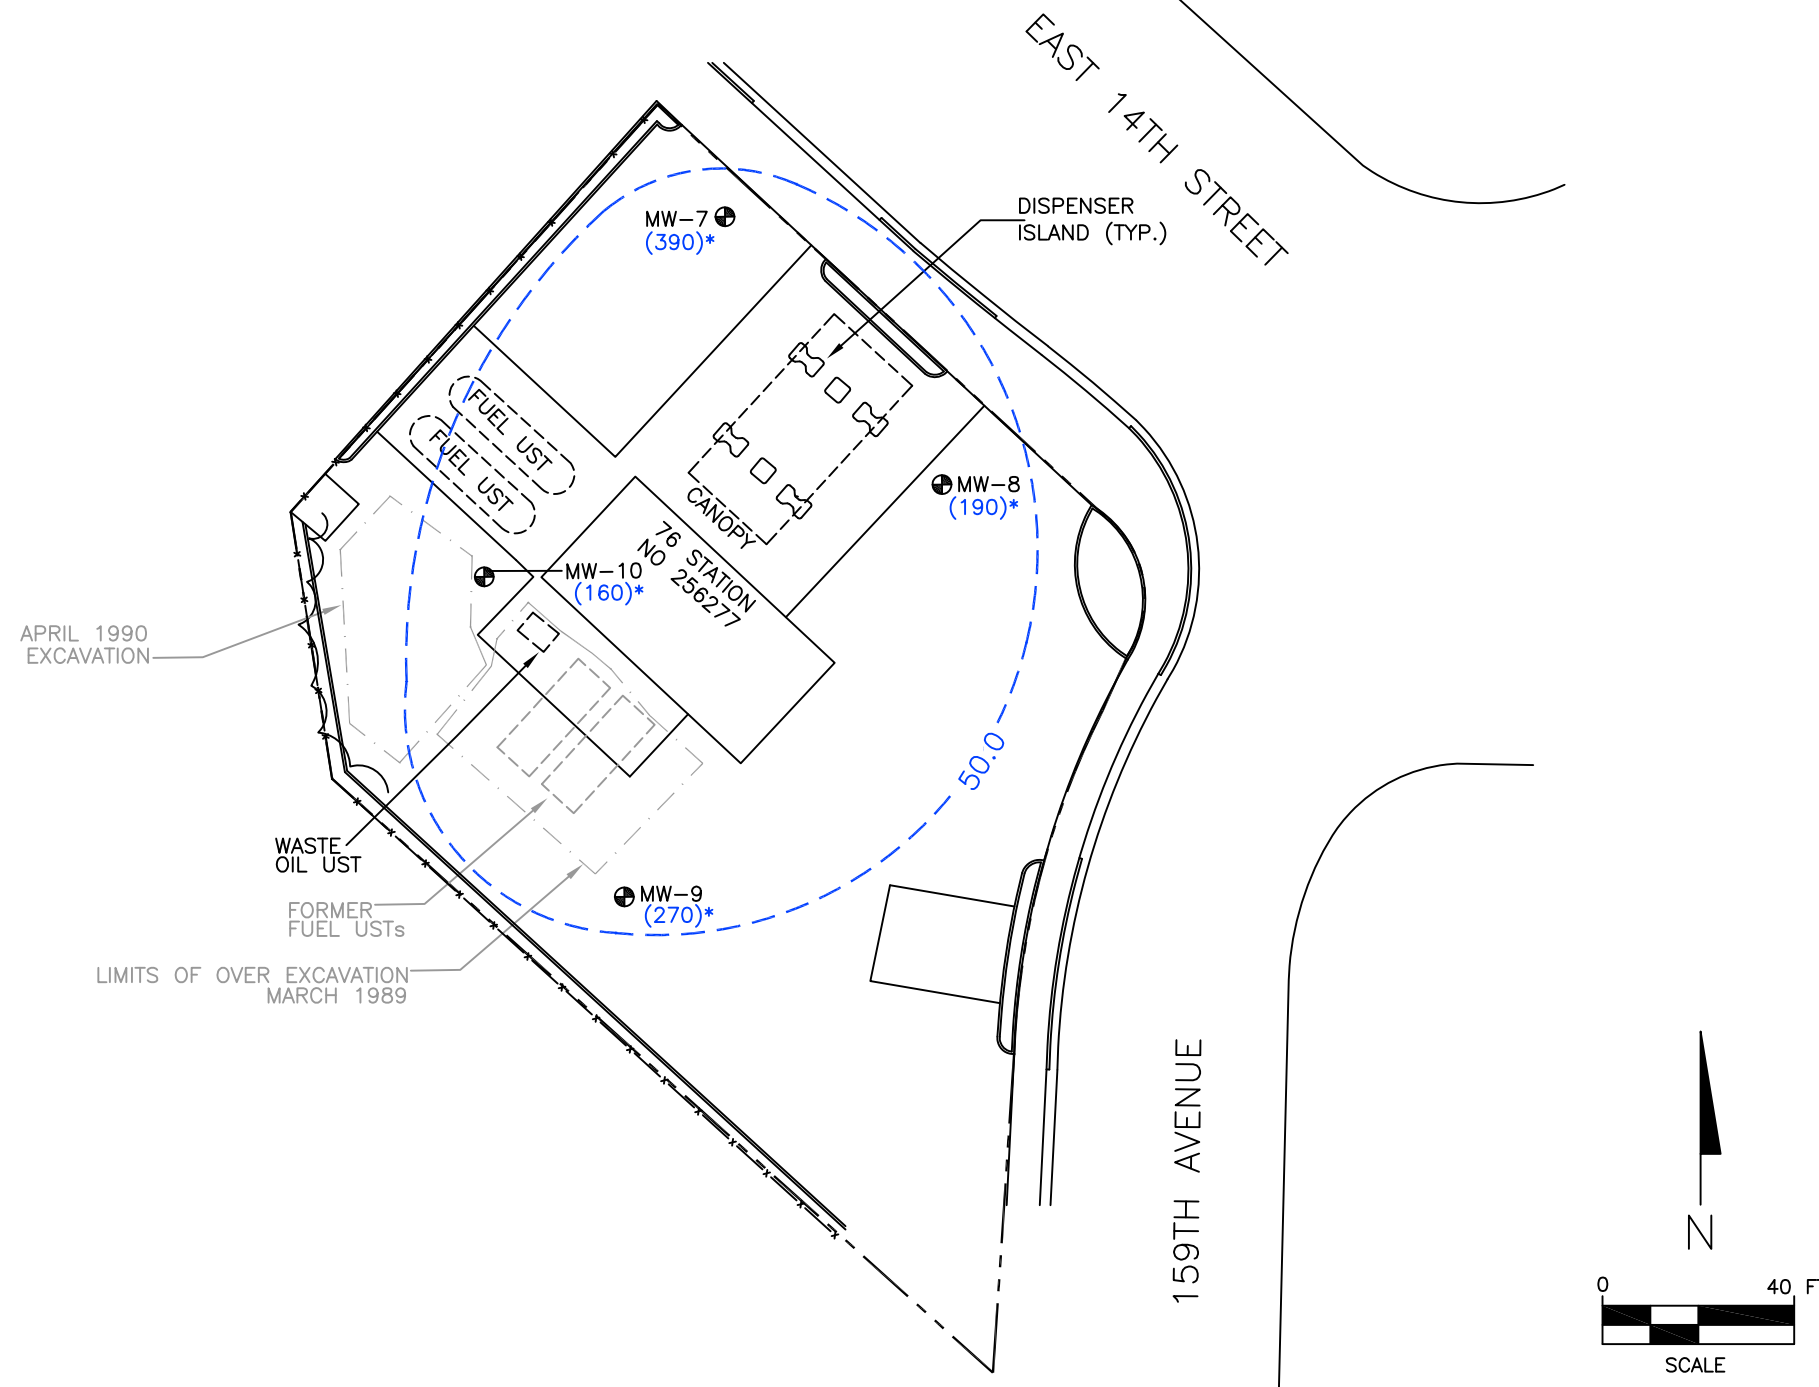 EAST 14TH STREET
DISPENSER
ISLAND (TYP.)
MW-7
(390)*
FUEL UST
FUEL UST
CANOPY
MW-8
(190)*
76 STATION
NO 256277
MW-10
(160)*
APRIL 1990
EXCAVATION
50.0
WASTE
OIL UST
MW-9
(270)*
FORMER
FUEL USTs
LIMITS OF OVER EXCAVATION
MARCH 1989
159TH AVENUE
N
0 40 F
SCALE